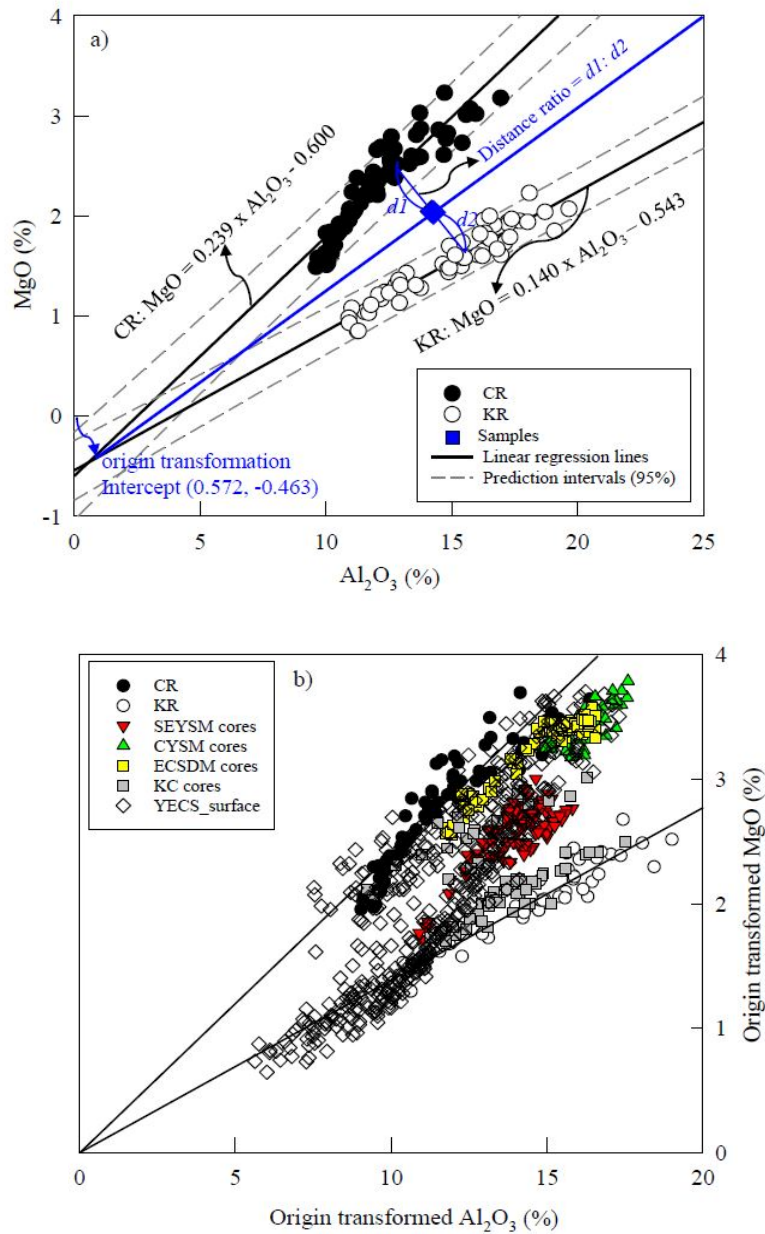 a)
4
3
2
1
0
-1
MgO (%)
CR: MgO = 0.239 x Al₂O₃ - 0.600
Distance ratio = d1: d2
d1
d2
KR: MgO = 0.140 x Al₂O₃ - 0.543
origin transformation
Intercept (0.572, -0.463)
CR
KR
Samples
Linear regression lines
Prediction intervals (95%)
0 5 10 15 20 25
Al₂O₃ (%)
b)
CR
KR
SEYSM cores
CYSM cores
ECSDM cores
KC cores
YECS_surface
4
3
2
1
0
Origin transformed MgO (%)
0 5 10 15 20
Origin transformed Al₂O₃ (%)